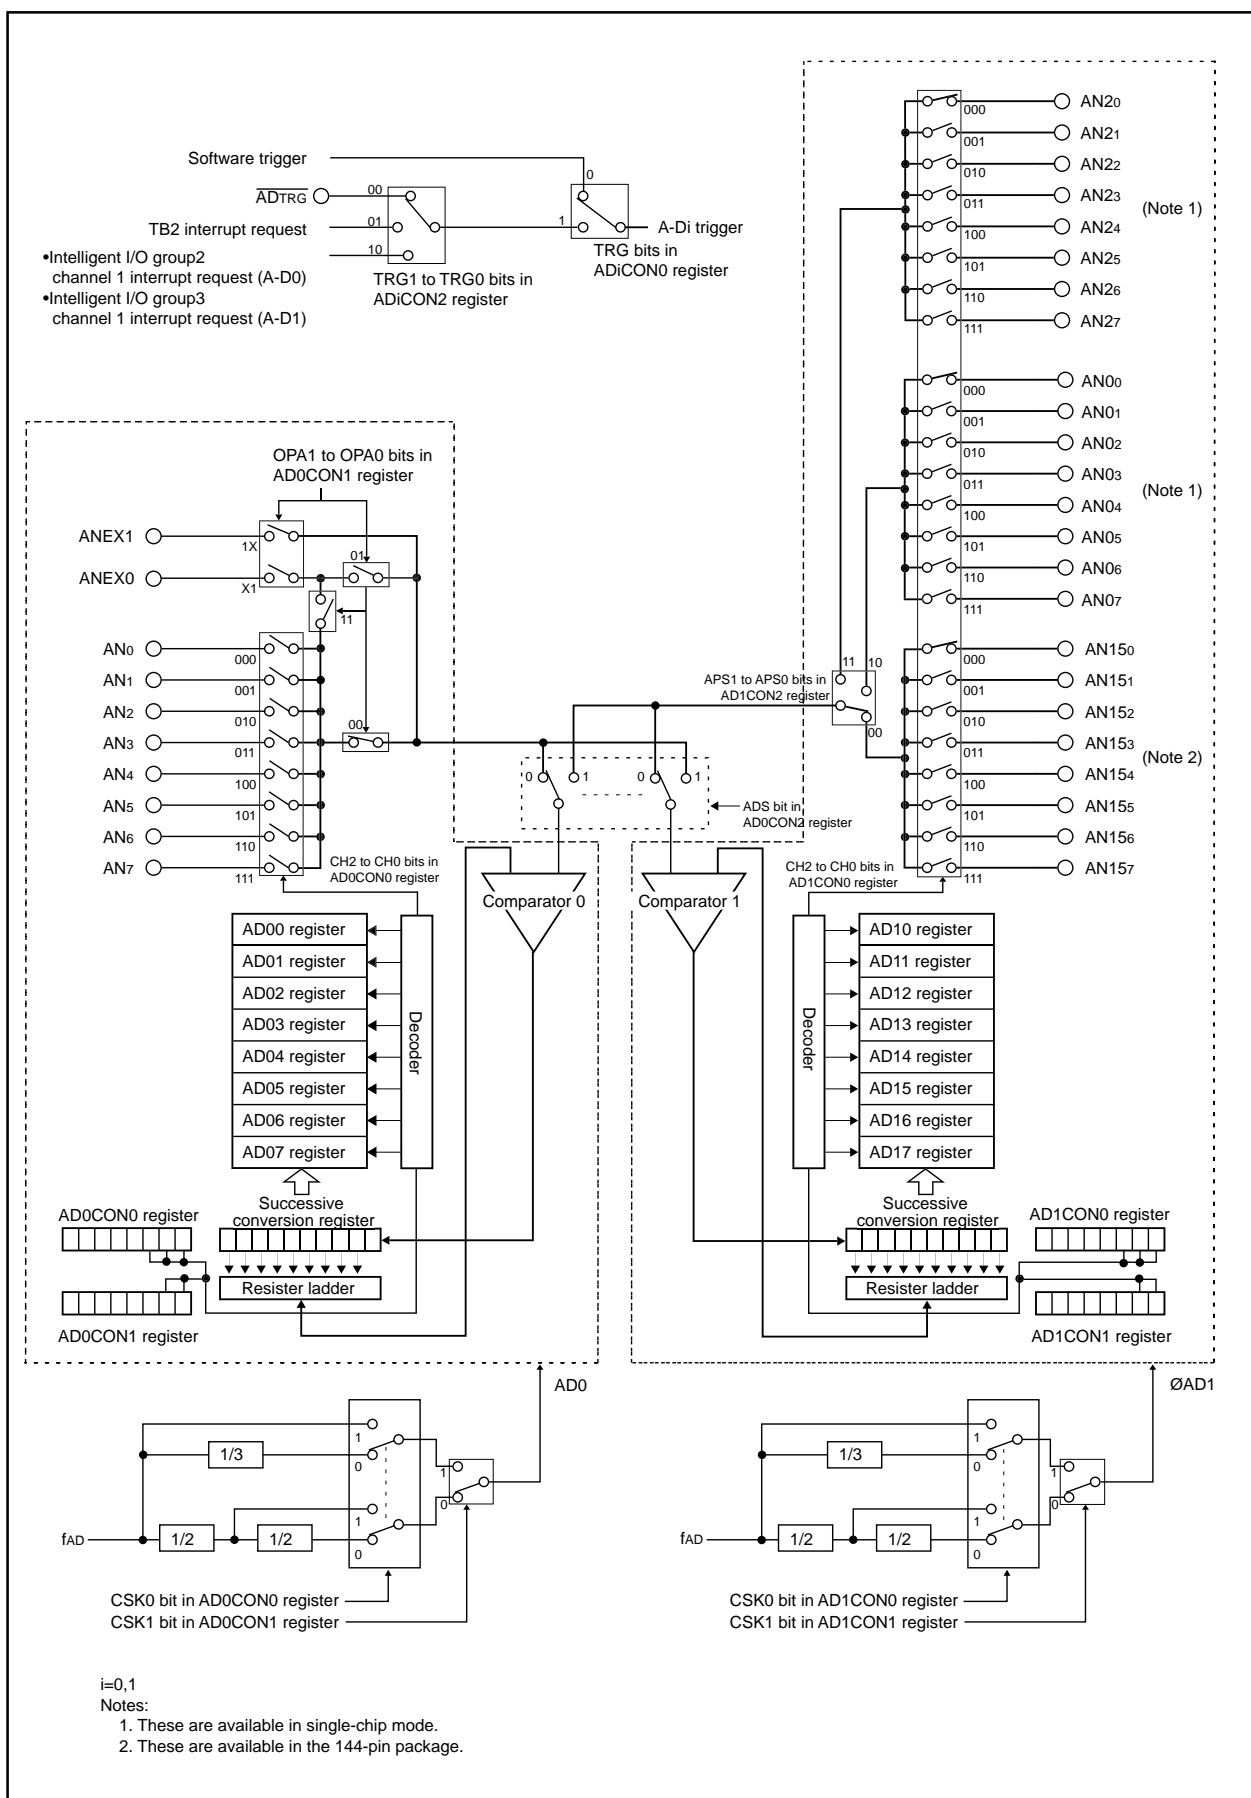 Software trigger
0
ADTRG
00
TB2 interrupt request
01
1
A-Di trigger
10
TRG bits in
ADiCON0 register
•Intelligent I/O group2
channel 1 interrupt request (A-D0)
•Intelligent I/O group3
channel 1 interrupt request (A-D1)
TRG1 to TRG0 bits in
ADiCON2 register
AN20
000
AN21
001
AN22
010
AN23
011
(Note 1)
AN24
100
AN25
101
AN26
110
AN27
111
AN00
000
AN01
001
AN02
010
AN03
011
(Note 1)
AN04
100
AN05
101
AN06
110
AN07
111
AN150
000
AN151
001
AN152
010
AN153
011
(Note 2)
AN154
100
AN155
101
AN156
110
AN157
111
11 10
APS1 to APS0 bits in
AD1CON2 register
00
OPA1 to OPA0 bits in
AD0CON1 register
ANEX1
1X
01
ANEX0
X1
11
AN0
000
AN1
001
AN2
010
00
AN3
011
AN4
100
AN5
101
AN6
110
AN7
111
0 1 0 1
ADS bit in
AD0CON2 register
CH2 to CH0 bits in
AD0CON0 register
CH2 to CH0 bits in
AD1CON0 register
Comparator 0
Comparator 1
AD00 register
AD01 register
AD02 register
AD03 register
AD04 register
AD05 register
AD06 register
AD07 register
Decoder
Decoder
AD10 register
AD11 register
AD12 register
AD13 register
AD14 register
AD15 register
AD16 register
AD17 register
Successive
conversion register
AD0CON0 register
Resister ladder
AD0CON1 register
Successive
conversion register
AD1CON0 register
Resister ladder
AD1CON1 register
AD0
ØAD1
1
1/3
0
1
0
1
fAD
1/2
1/2
0
CSK0 bit in AD0CON0 register
CSK1 bit in AD0CON1 register
1
1/3
0
1
0
1
fAD
1/2
1/2
0
CSK0 bit in AD1CON0 register
CSK1 bit in AD1CON1 register
i=0,1
Notes:
1. These are available in single-chip mode.
2. These are available in the 144-pin package.